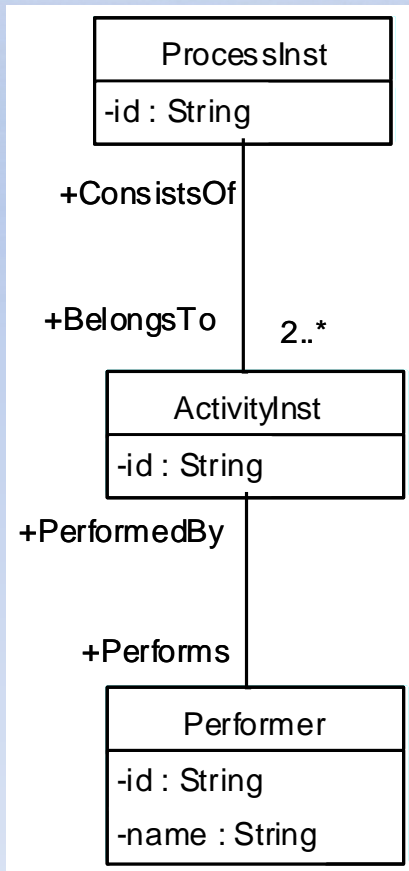 ProcessInst
-id : String
+ConsistsOf
+BelongsTo
2..*
ActivityInst
-id : String
+PerformedBy
+Performs
Performer
-id : String
-name : String